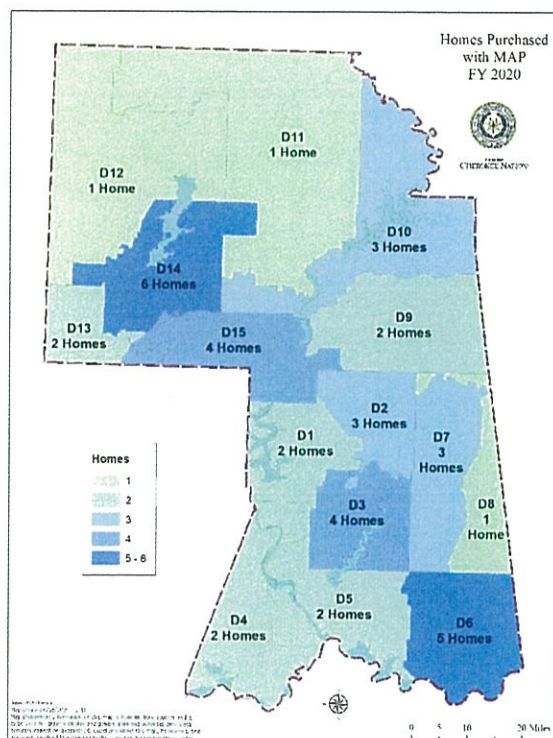 Homes Purchased
with MAP
FY 2020
CHEROKEE NATION
D11
1 Home
D12
1 Home
D10
3 Homes
D14
6 Homes
D9
2 Homes
D13
2 Homes
D15
4 Homes
D2
3 Homes
D1
2 Homes
D7
3
Homes
Homes
1
2
3
4
5 - 6
D3
4 Homes
D8
1
Home
D5
2 Homes
D4
2 Homes
D6
5 Homes
0 5 10 20 Miles